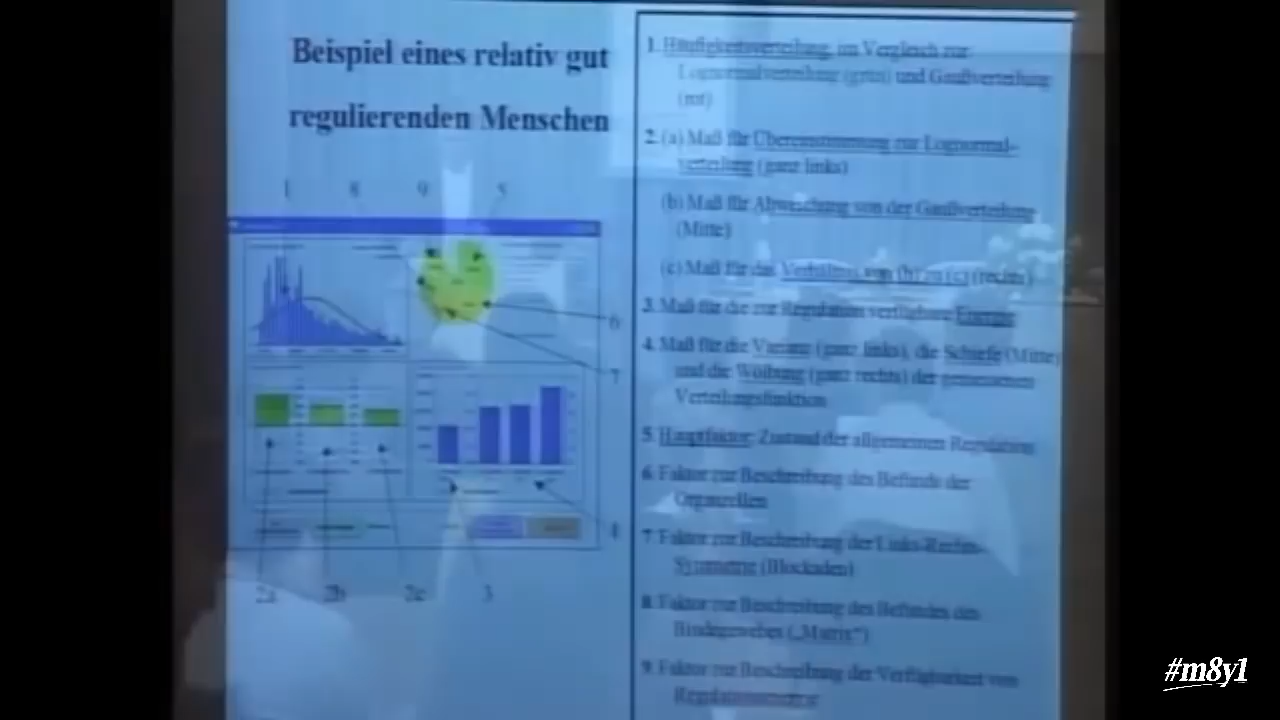 Beispiel eines relativ gut
regulierenden Menschen
1 8 9 5
6
7
4
2a 2b 2c 3
1. Häufigkeitsverteilung, im Vergleich zur
Lognormalverteilung (grün) und Gaußverteilung
(rot)
2. (a) Maß für Übereinstimmung zur Lognormal-
verteilung (ganz links)
(b) Maß für Abweichung von der Gaußverteilung
(Mitte)
(c) Maß für das Verhältnis von (b) zu (c) (rechts)
3. Maß für die zur Regulation verfügbare Energie
4. Maß für die Varianz (ganz links), die Schiefe (Mitte)
und die Wölbung (ganz rechts) der gemessenen
Verteilungsfunktion
5. Hauptfaktor: Zustand der allgemeinen Regulation
6. Faktor zur Beschreibung des Befunds der
Organzellen
7. Faktor zur Beschreibung der Links-Rechts-
Symmetrie (Blockaden)
8. Faktor zur Beschreibung des Befundes des
Bindegewebes („Matrix“)
9. Faktor zur Beschreibung der Verfügbarkeit von
#m8y1